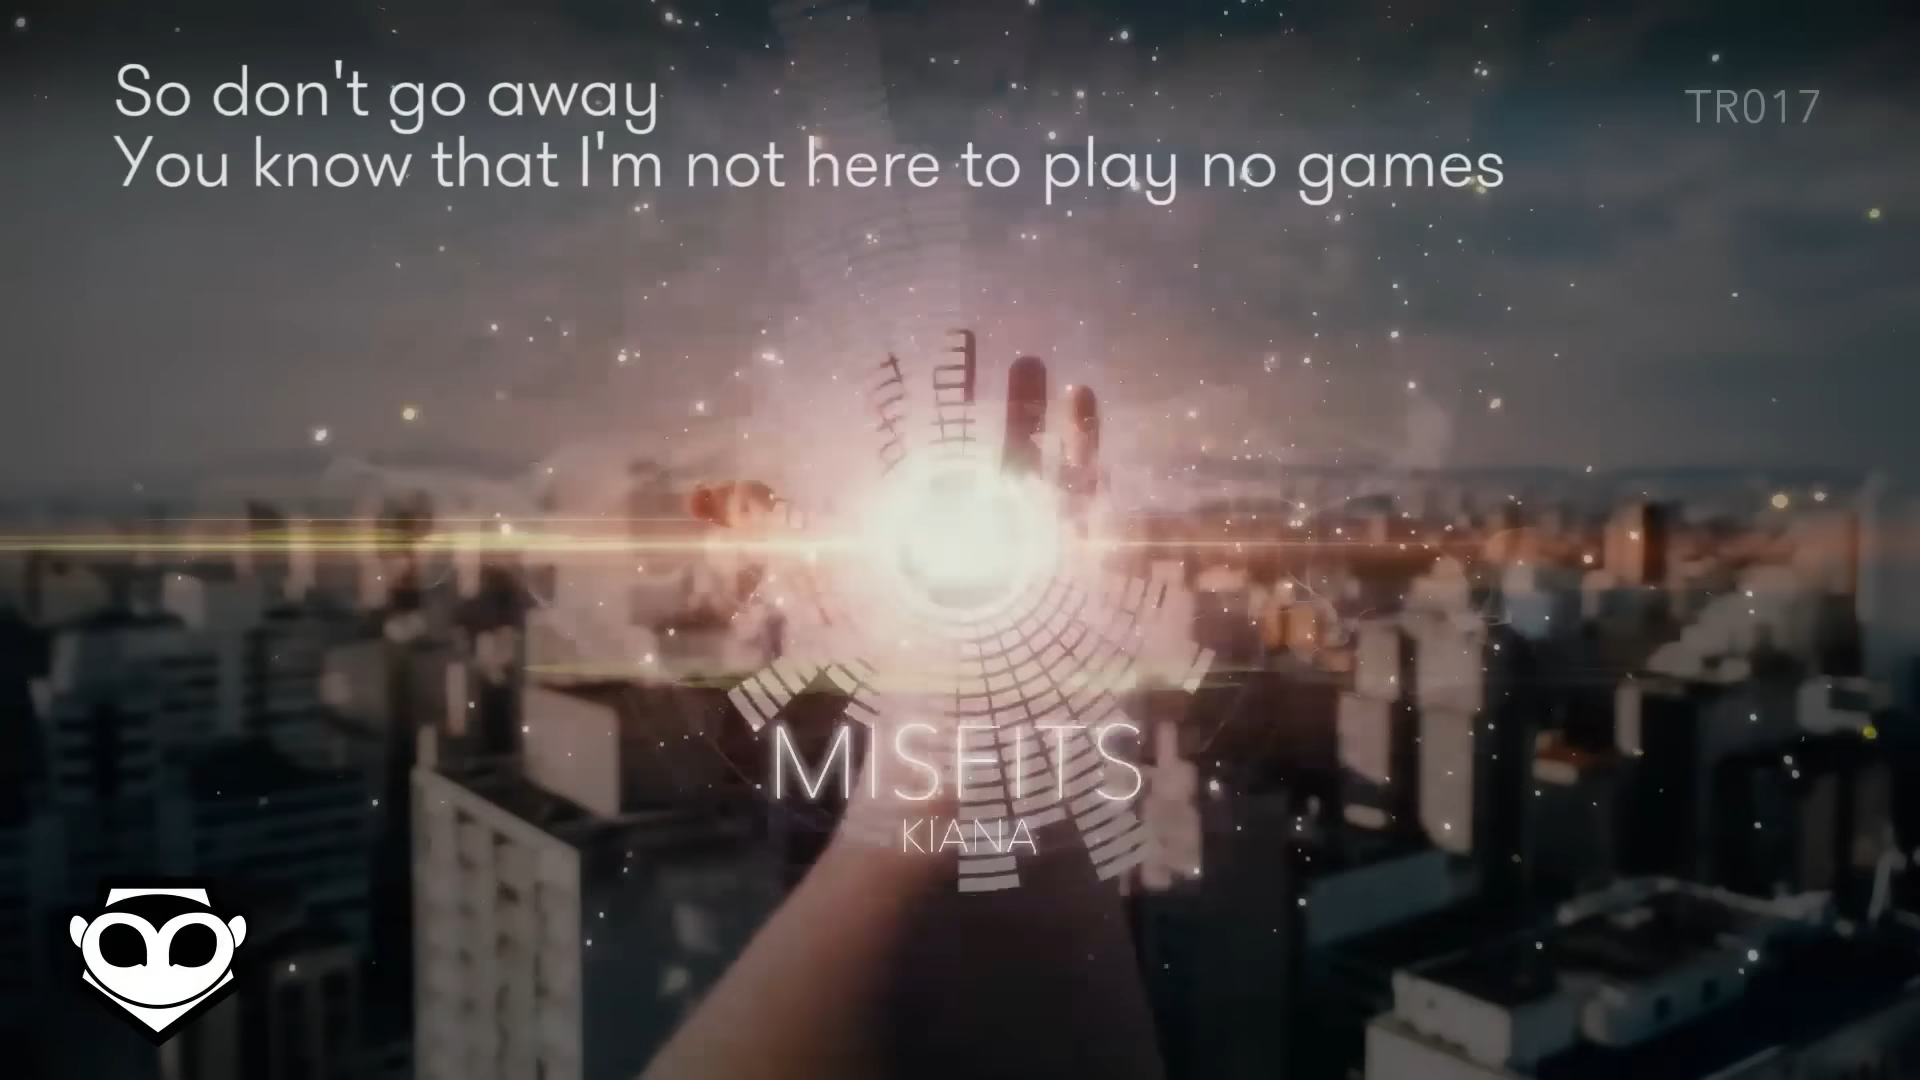 So don't go away
You know that I'm not here to play no games
TR017
MISFITS
KIANA